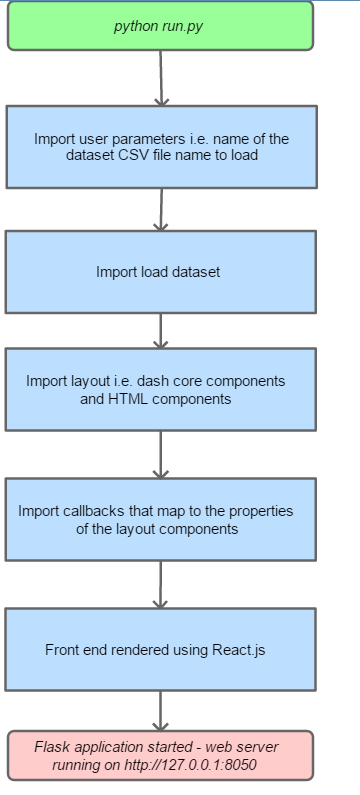 python run.py
Import user parameters i.e. name of the
dataset CSV file name to load
Import load dataset
Import layout i.e. dash core components
and HTML components
Import callbacks that map to the properties
of the layout components
Front end rendered using React.js
Flask application started - web server
running on http://127.0.0.1:8050